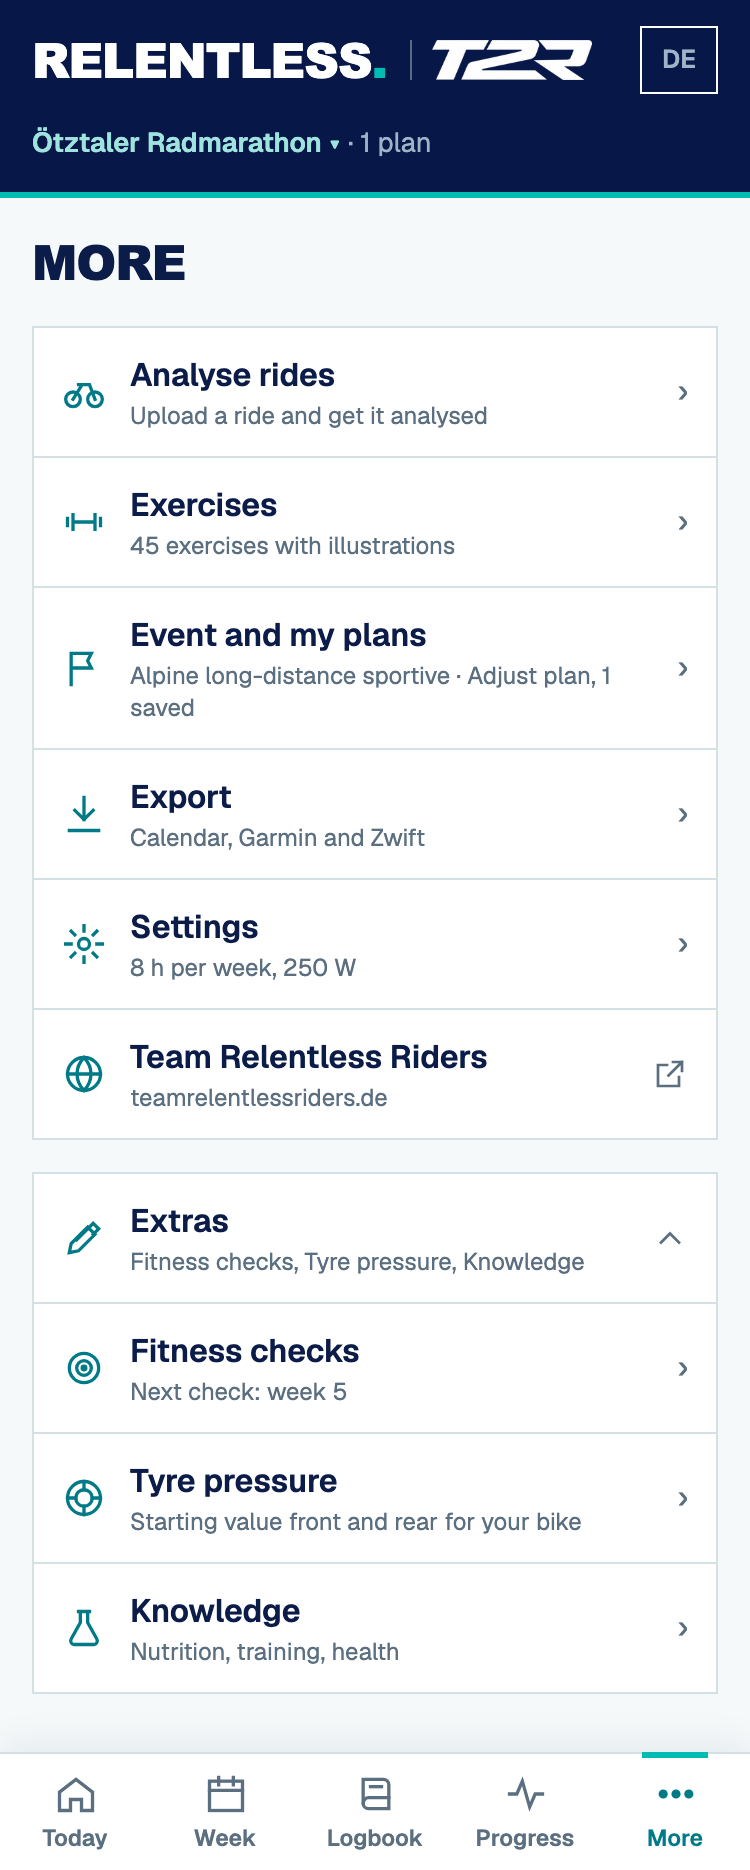 RELENTLESS. T2R DE
Ötztaler Radmarathon ▾ · 1 plan
MORE
Analyse rides
Upload a ride and get it analysed
Exercises
45 exercises with illustrations
Event and my plans
Alpine long-distance sportive · Adjust plan, 1
saved
Export
Calendar, Garmin and Zwift
Settings
8 h per week, 250 W
Team Relentless Riders
teamrelentlessriders.de
Extras
Fitness checks, Tyre pressure, Knowledge
Fitness checks
Next check: week 5
Tyre pressure
Starting value front and rear for your bike
Knowledge
Nutrition, training, health
Today Week Logbook Progress More